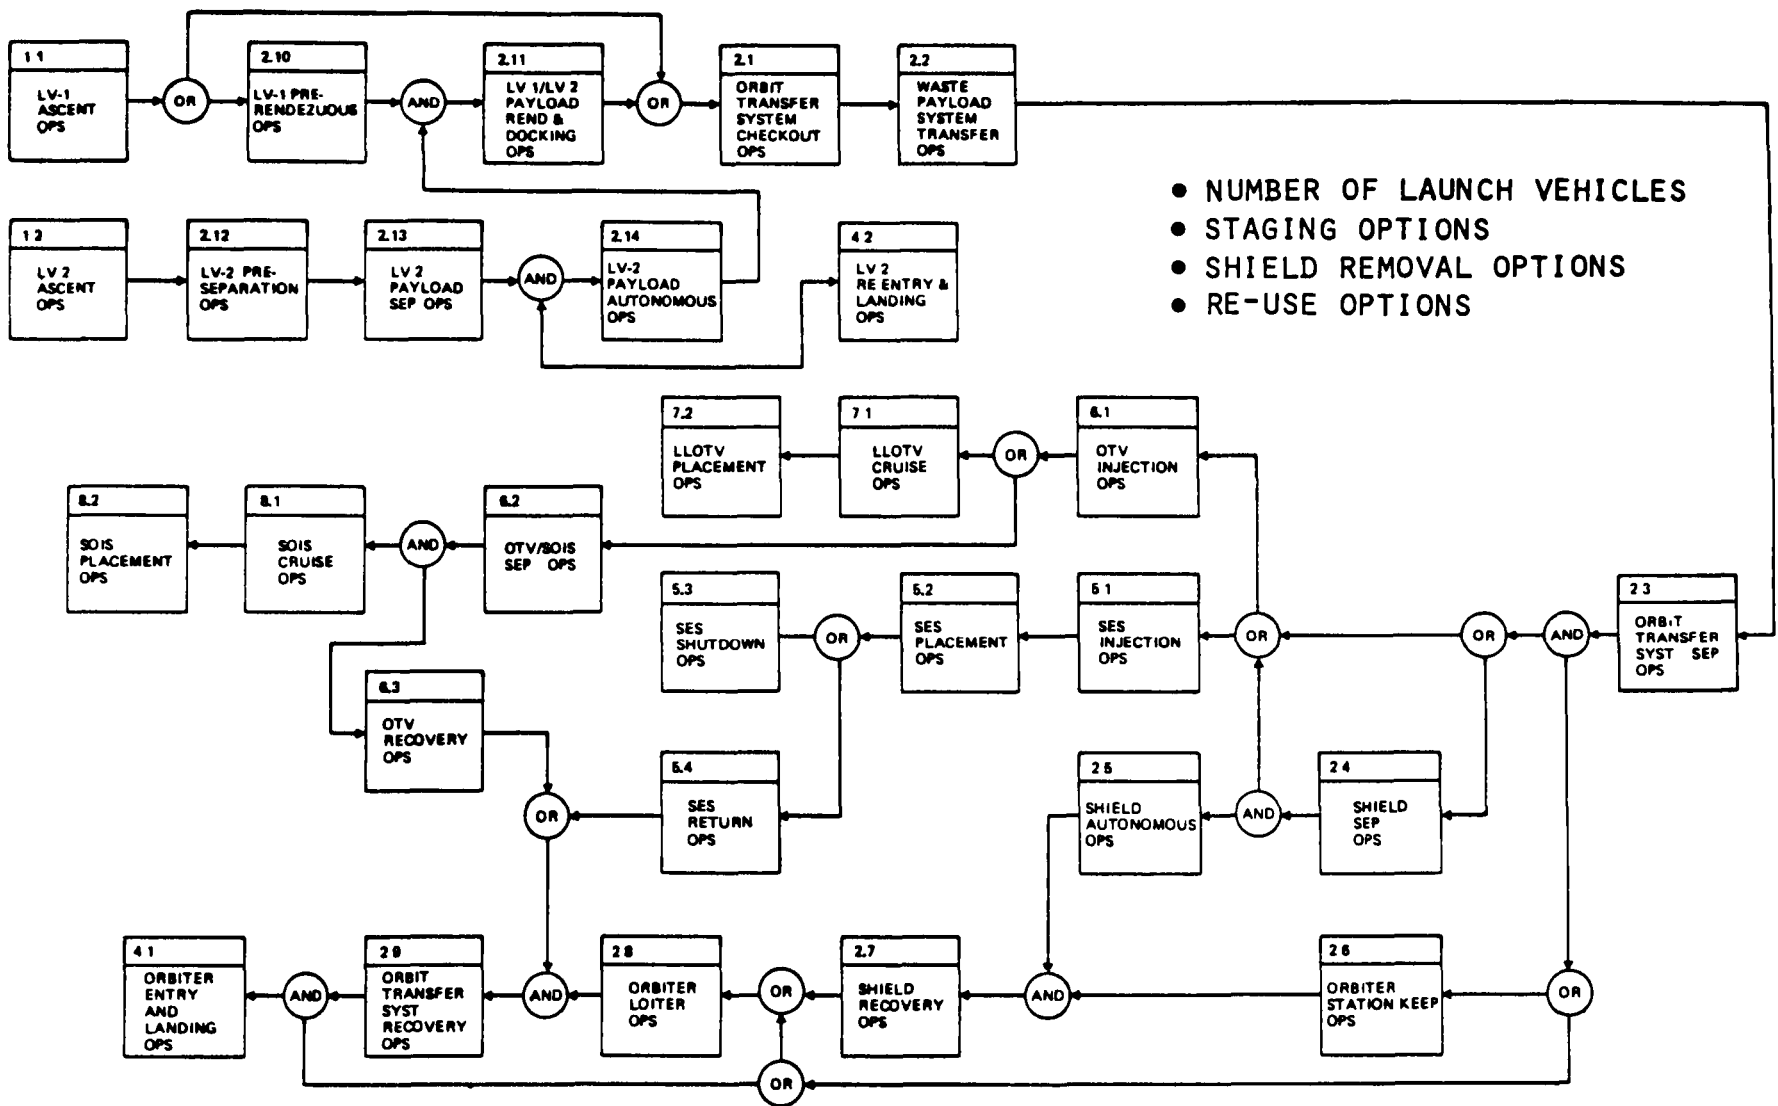 1 1
LV-1
ASCENT
OPS
OR
2.10
LV-1 PRE-
RENDEZUOUS
OPS
AND
2.11
LV 1/LV 2
PAYLOAD
REND &
DOCKING
OPS
OR
2.1
ORBIT
TRANSFER
SYSTEM
CHECKOUT
OPS
2.2
WASTE
PAYLOAD
SYSTEM
TRANSFER
OPS
• NUMBER OF LAUNCH VEHICLES
• STAGING OPTIONS
• SHIELD REMOVAL OPTIONS
• RE-USE OPTIONS
1 2
LV 2
ASCENT
OPS
2.12
LV-2 PRE-
SEPARATION
OPS
2.13
LV 2
PAYLOAD
SEP OPS
AND
2.14
LV-2
PAYLOAD
AUTONOMOUS
OPS
4 2
LV 2
RE ENTRY &
LANDING
OPS
7.2
LLOTV
PLACEMENT
OPS
7 1
LLOTV
CRUISE
OPS
OR
6.1
OTV
INJECTION
OPS
8.2
SOIS
PLACEMENT
OPS
8.1
SOIS
CRUISE
OPS
AND
6.2
OTV/SOIS
SEP OPS
5.3
SES
SHUTDOWN
OPS
OR
5.2
SES
PLACEMENT
OPS
5 1
SES
INJECTION
OPS
OR
OR
AND
2 3
ORBIT
TRANSFER
SYST SEP
OPS
6.3
OTV
RECOVERY
OPS
OR
5.4
SES
RETURN
OPS
2 5
SHIELD
AUTONOMOUS
OPS
AND
2 4
SHIELD
SEP
OPS
4 1
ORBITER
ENTRY
AND
LANDING
OPS
AND
2 9
ORBIT
TRANSFER
SYST
RECOVERY
OPS
AND
2 8
ORBITER
LOITER
OPS
OR
2.7
SHIELD
RECOVERY
OPS
AND
2 6
ORBITER
STATION KEEP
OPS
OR
OR